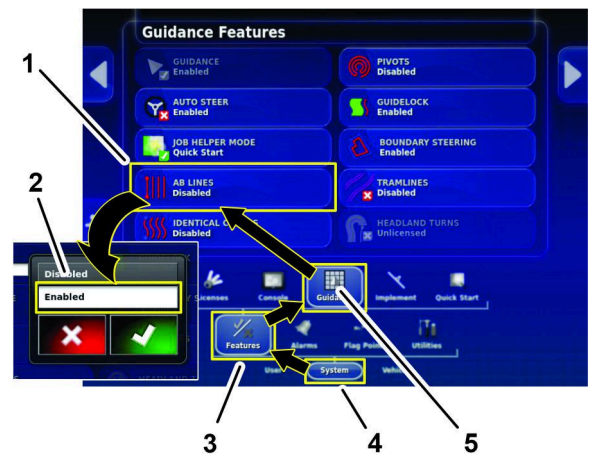 Guidance Features
GUIDANCE
Enabled
PIVOTS
Disabled
1
AUTO STEER
Enabled
GUIDELOCK
Enabled
JOB HELPER MODE
Quick Start
BOUNDARY STEERING
Enabled
2
AB LINES
Disabled
TRAMLINES
Disabled
IDENTICAL
Disabled
HEADLAND TURNS
Unlicensed
Disabled
Enabled
Licenses
Console
Guidance
Implement
Quick Start
Features
Alarms
Flag Points
Utilities
User
System
Vehicle
3
4
5